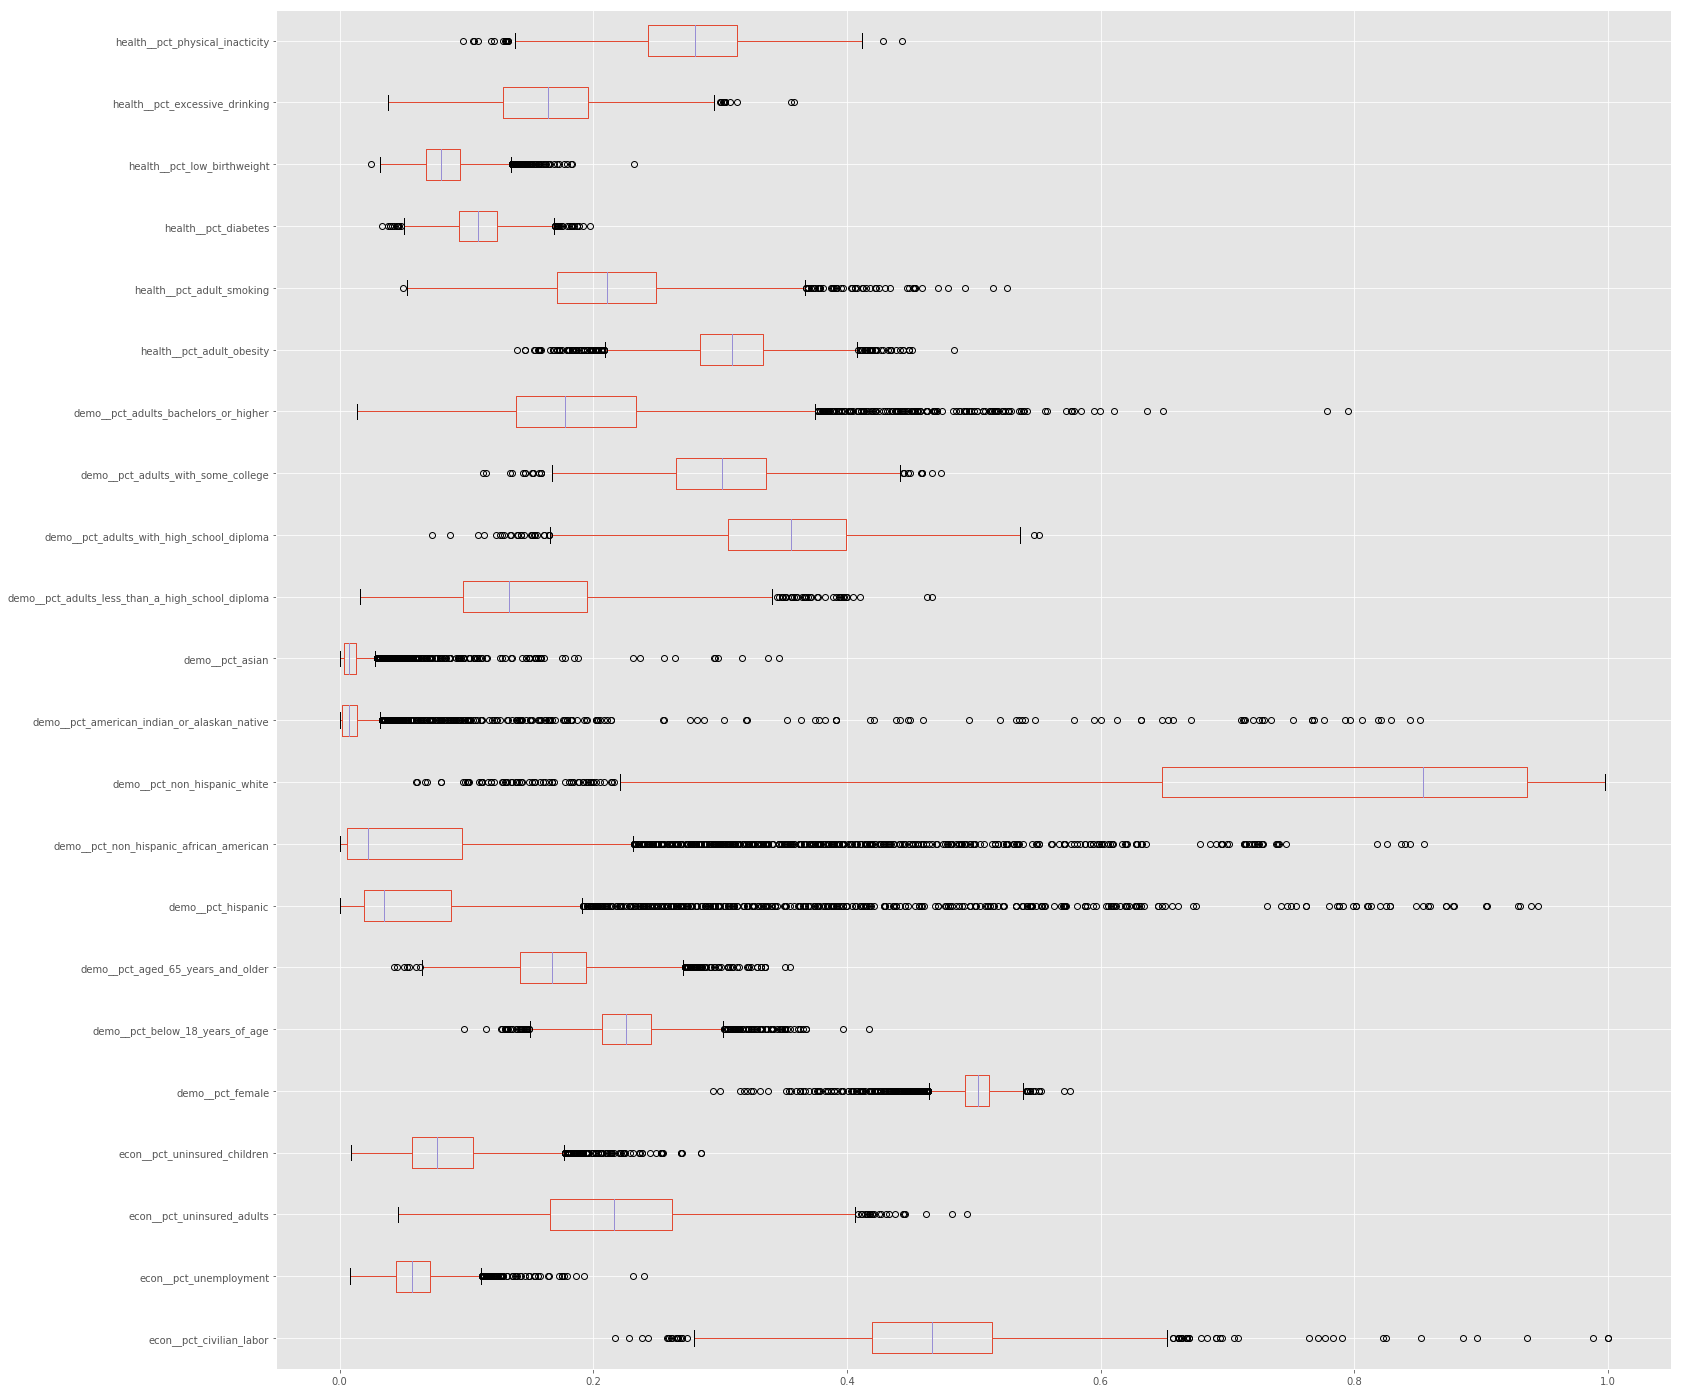 health__pct_physical_inacticity
health__pct_excessive_drinking
health__pct_low_birthweight
health__pct_diabetes
health__pct_adult_smoking
health__pct_adult_obesity
demo__pct_adults_bachelors_or_higher
demo__pct_adults_with_some_college
demo__pct_adults_with_high_school_diploma
demo__pct_adults_less_than_a_high_school_diploma
demo__pct_asian
demo__pct_american_indian_or_alaskan_native
demo__pct_non_hispanic_white
demo__pct_non_hispanic_african_american
demo__pct_hispanic
demo__pct_aged_65_years_and_older
demo__pct_below_18_years_of_age
demo__pct_female
econ__pct_uninsured_children
econ__pct_uninsured_adults
econ__pct_unemployment
econ__pct_civilian_labor
0.0 0.2 0.4 0.6 0.8 1.0